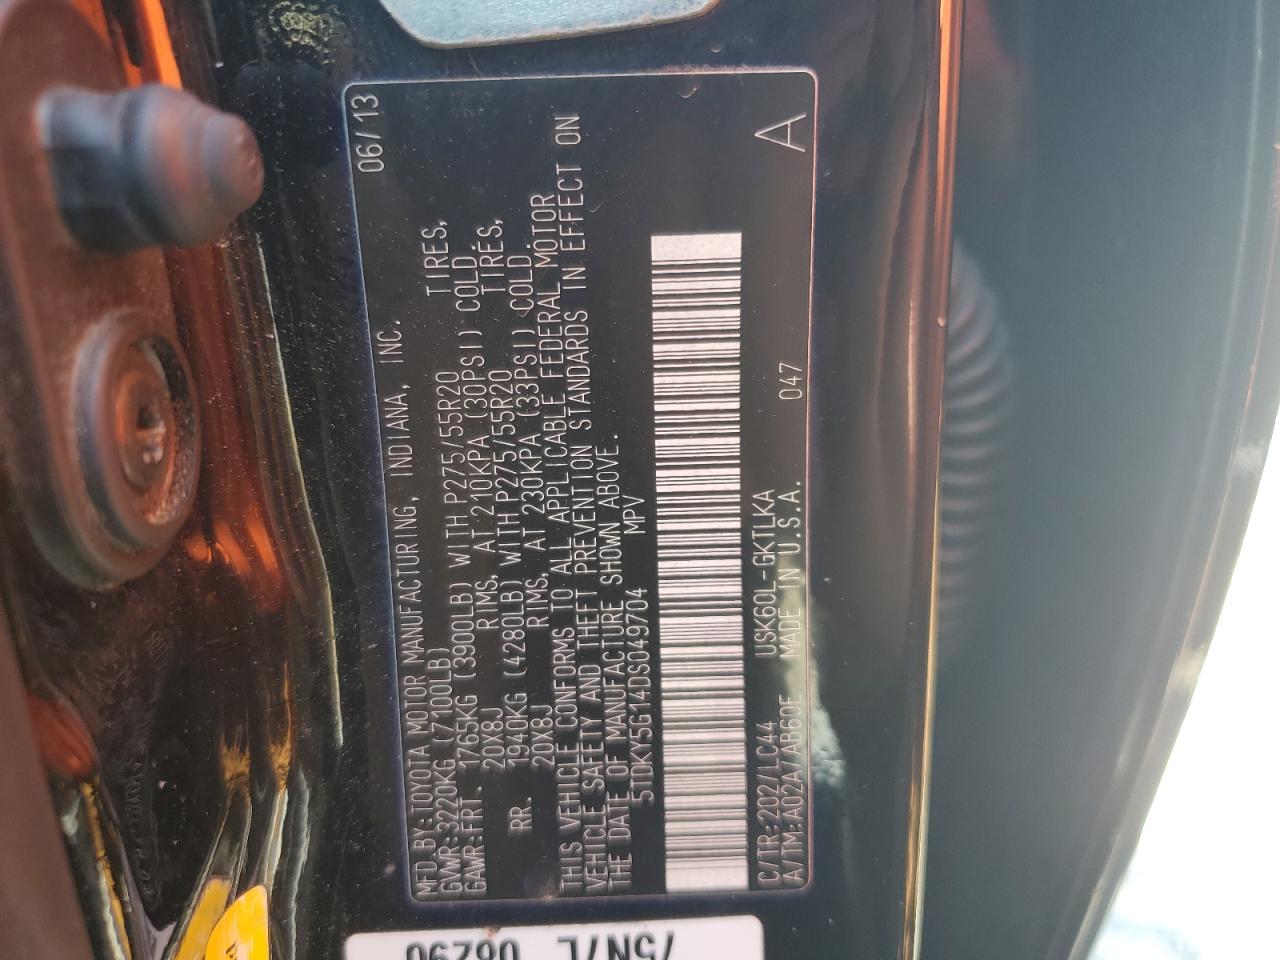 MFD.BY:TOYOTA MOTOR MANUFACTURING, INDIANA, INC. 06/13
GVWR:3220KG (7100LB)
GAWR:FRT. 1765KG (3900LB) WITH P275/55R20 TIRES,
20X8J RIMS, AT 210KPA (30PSI) COLD.
RR. 1940KG (4280LB) WITH P275/55R20 TIRES,
20X8J RIMS, AT 230KPA (33PSI) COLD.
THIS VEHICLE CONFORMS TO ALL APPLICABLE FEDERAL MOTOR
VEHICLE SAFETY AND THEFT PREVENTION STANDARDS IN EFFECT ON
THE DATE OF MANUFACTURE SHOWN ABOVE.
5TDKY5G14DS049704 MPV
C/TR:202/LC44 USK60L-GKTLKA A
A/TM:A02A/AB60E MADE IN U.S.A. 047
75N7L 06290